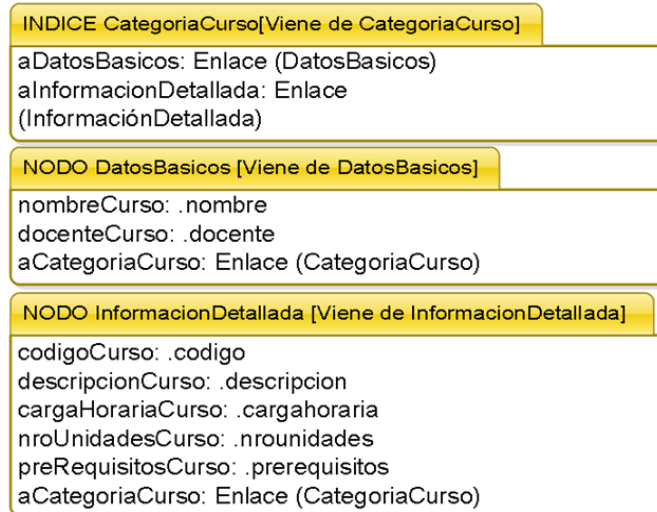 INDICE CategoriaCurso[Viene de CategoriaCurso]
aDatosBasicos: Enlace (DatosBasicos)
aInformacionDetallada: Enlace
(InformaciónDetallada)
NODO DatosBasicos [Viene de DatosBasicos]
nombreCurso: .nombre
docenteCurso: .docente
aCategoriaCurso: Enlace (CategoriaCurso)
NODO InformacionDetallada [Viene de InformacionDetallada]
codigoCurso: .codigo
descripcionCurso: .descripcion
cargaHorariaCurso: .cargahoraria
nroUnidadesCurso: .nrounidades
preRequisitosCurso: .prerequisitos
aCategoriaCurso: Enlace (CategoriaCurso)